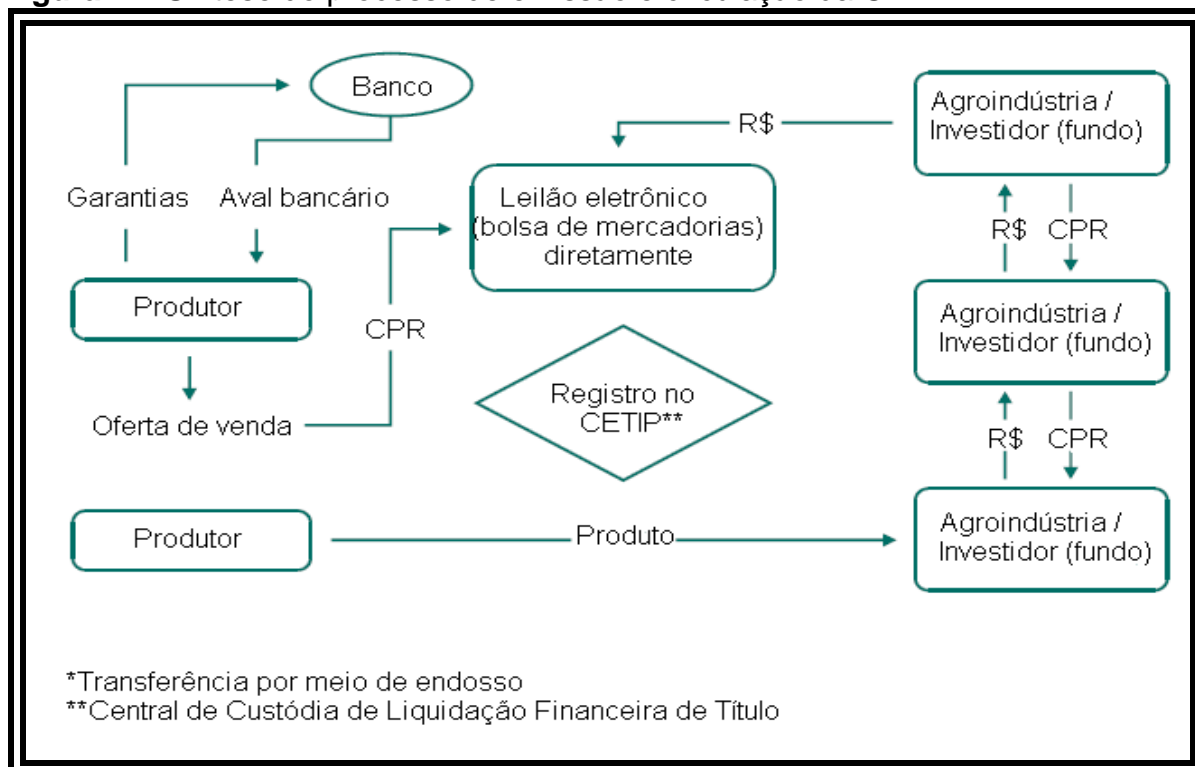 Banco
Agroindústria /
Investidor (fundo)
R$
Garantias
Aval bancário
Leilão eletrônico
(bolsa de mercadorias)
diretamente
R$ CPR
Produtor
CPR
Agroindústria /
Investidor (fundo)
Registro no
CETIP**
Oferta de venda
R$ CPR
Produtor
Produto
Agroindústria /
Investidor (fundo)
*Transferência por meio de endosso
**Central de Custódia de Liquidação Financeira de Título